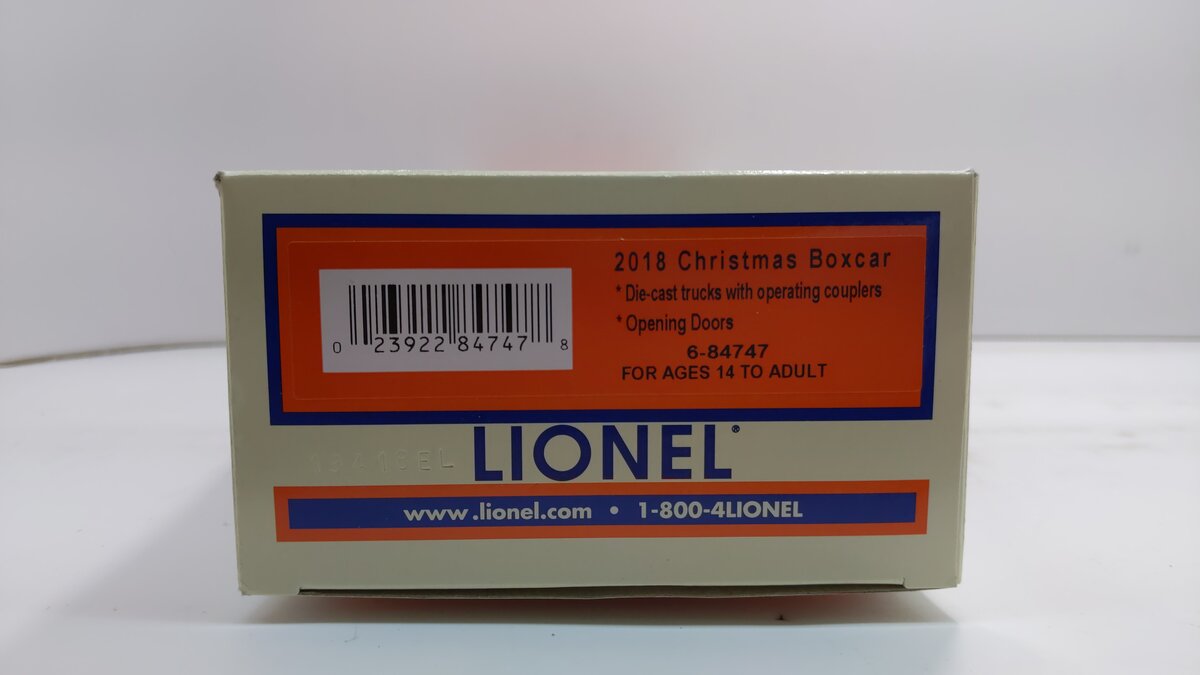 2018 Christmas Boxcar
* Die-cast trucks with operating couplers
* Opening Doors
6-84747
FOR AGES 14 TO ADULT
0 23922 84747 8
LIONEL®
www.lionel.com • 1-800-4LIONEL